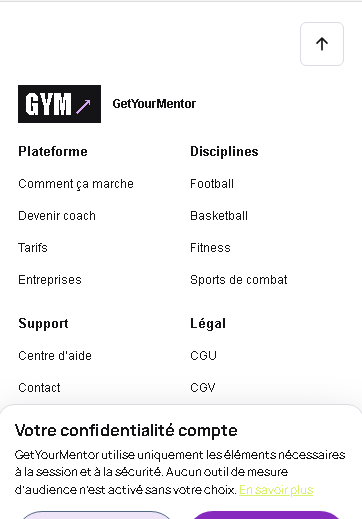 GYM
GetYourMentor
Plateforme
Comment ça marche
Devenir coach
Tarifs
Entreprises
Disciplines
Football
Basketball
Fitness
Sports de combat
Support
Centre d'aide
Contact
Légal
CGU
CGV
Votre confidentialité compte
GetYourMentor utilise uniquement les éléments nécessaires
à la session et à la sécurité. Aucun outil de mesure
d'audience n'est activé sans votre choix. En savoir plus